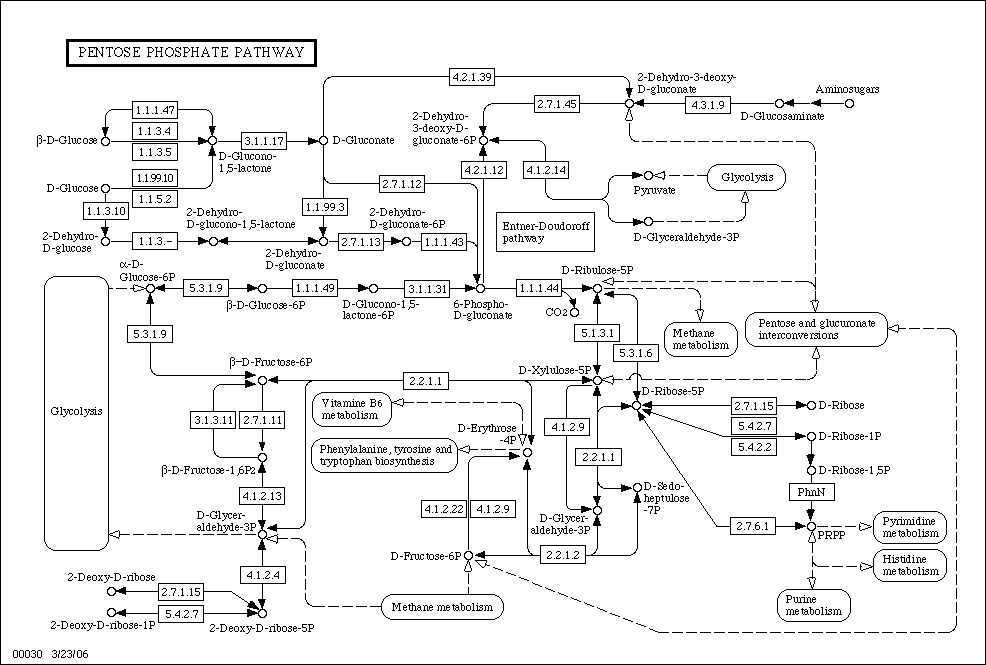 PENTOSE PHOSPHATE PATHWAY
4.2.1.39
2-Dehydro-3-deoxy-
D-gluconate
Aminosugars
1.1.1.47
2.7.1.45
4.3.1.9
D-Glucosaminate
1.1.3.4
2-Dehydro-
3-deoxy-D-
gluconate-6P
β-D-Glucose
3.1.1.17
D-Gluconate
1.1.3.5
D-Glucono-
1,5-lactone
4.2.1.12
4.1.2.14
1.1.99.10
D-Glucose
2.7.1.12
Pyruvate
Glycolysis
1.1.5.2
1.1.3.10
1.1.99.3
2-Dehydro-
D-glucono-1,5-lactone
2-Dehydro-
D-gluconate-6P
Entner-Doudoroff
pathway
D-Glyceraldehyde-3P
2-Dehydro-
D-glucose
1.1.3.-
2.7.1.13
1.1.1.43
2-Dehydro-
D-gluconate
α-D-
Glucose-6P
D-Ribulose-5P
5.3.1.9
1.1.1.49
3.1.1.31
1.1.1.44
β-D-Glucose-6P
D-Glucono-1,5-
lactone-6P
6-Phospho-
D-gluconate
CO2
5.3.1.9
5.1.3.1
Methane
metabolism
Pentose and glucuronate
interconversions
5.3.1.6
β-D-Fructose-6P
D-Xylulose-5P
2.2.1.1
D-Ribose-5P
Glycolysis
Vitamine B6
metabolism
2.7.1.15
D-Ribose
3.1.3.11
2.7.1.11
D-Erythrose
-4P
4.1.2.9
5.4.2.7
D-Ribose-1P
5.4.2.2
Phenylalanine, tyrosine and
tryptophan biosynthesis
2.2.1.1
β-D-Fructose-1,6P2
D-Ribose-1,5P
4.1.2.13
D-Sedo-
heptulose
-7P
PhnN
4.1.2.22
4.1.2.9
D-Glycer-
aldehyde-3P
D-Glycer-
aldehyde-3P
2.7.6.1
PRPP
Pyrimidine
metabolism
D-Fructose-6P
2.2.1.2
Histidine
metabolism
4.1.2.4
2-Deoxy-D-ribose
2.7.1.15
Methane metabolism
Purine
metabolism
5.4.2.7
2-Deoxy-D-ribose-1P
2-Deoxy-D-ribose-5P
00030 3/23/06